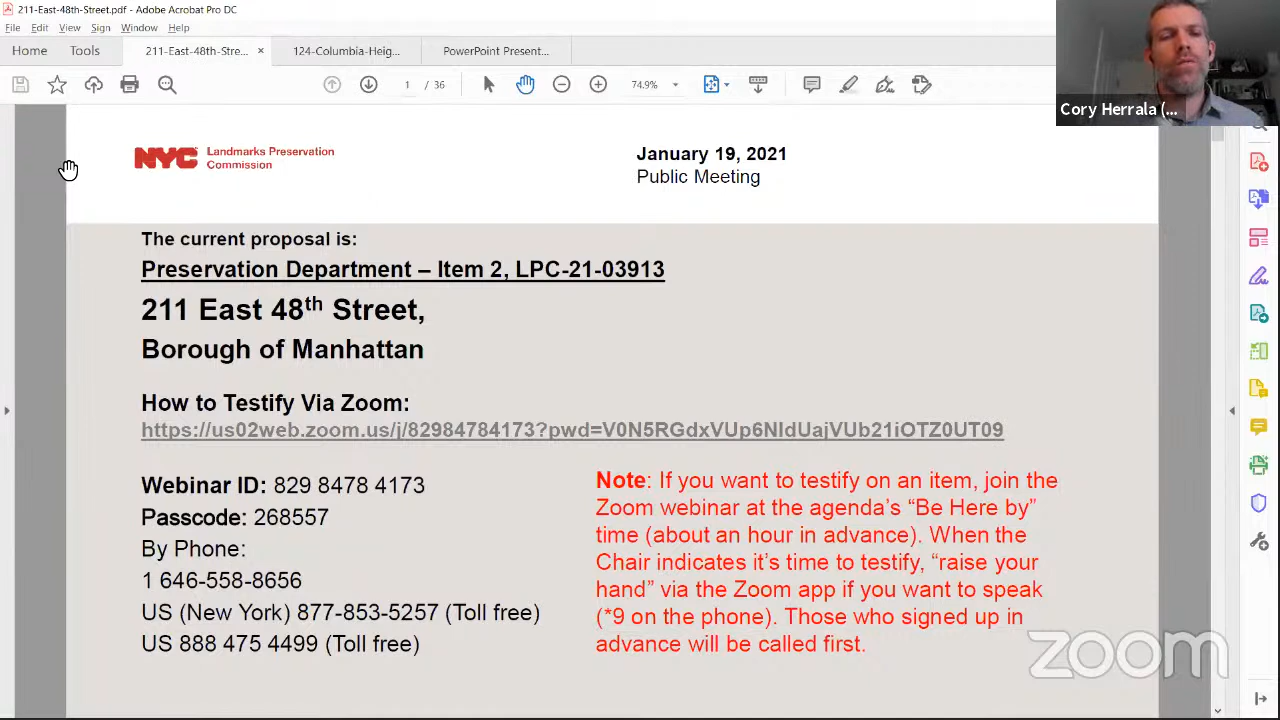 211-East-48th-Street.pdf - Adobe Acrobat Pro DC
File Edit View Sign Window Help
Home Tools 211-East-48th-Stre... × 124-Columbia-Heig... PowerPoint Present...
1 / 36 74.9%
Cory Herrala (...
NYC Landmarks Preservation
Commission
January 19, 2021
Public Meeting
The current proposal is:
Preservation Department – Item 2, LPC-21-03913
211 East 48th Street,
Borough of Manhattan
How to Testify Via Zoom:
https://us02web.zoom.us/j/82984784173?pwd=V0N5RGdxVUp6NldUajVUb21iOTZ0UT09
Webinar ID: 829 8478 4173
Passcode: 268557
By Phone:
1 646-558-8656
US (New York) 877-853-5257 (Toll free)
US 888 475 4499 (Toll free)
Note: If you want to testify on an item, join the
Zoom webinar at the agenda’s “Be Here by”
time (about an hour in advance). When the
Chair indicates it’s time to testify, “raise your
hand” via the Zoom app if you want to speak
(*9 on the phone). Those who signed up in
advance will be called first.
zoom